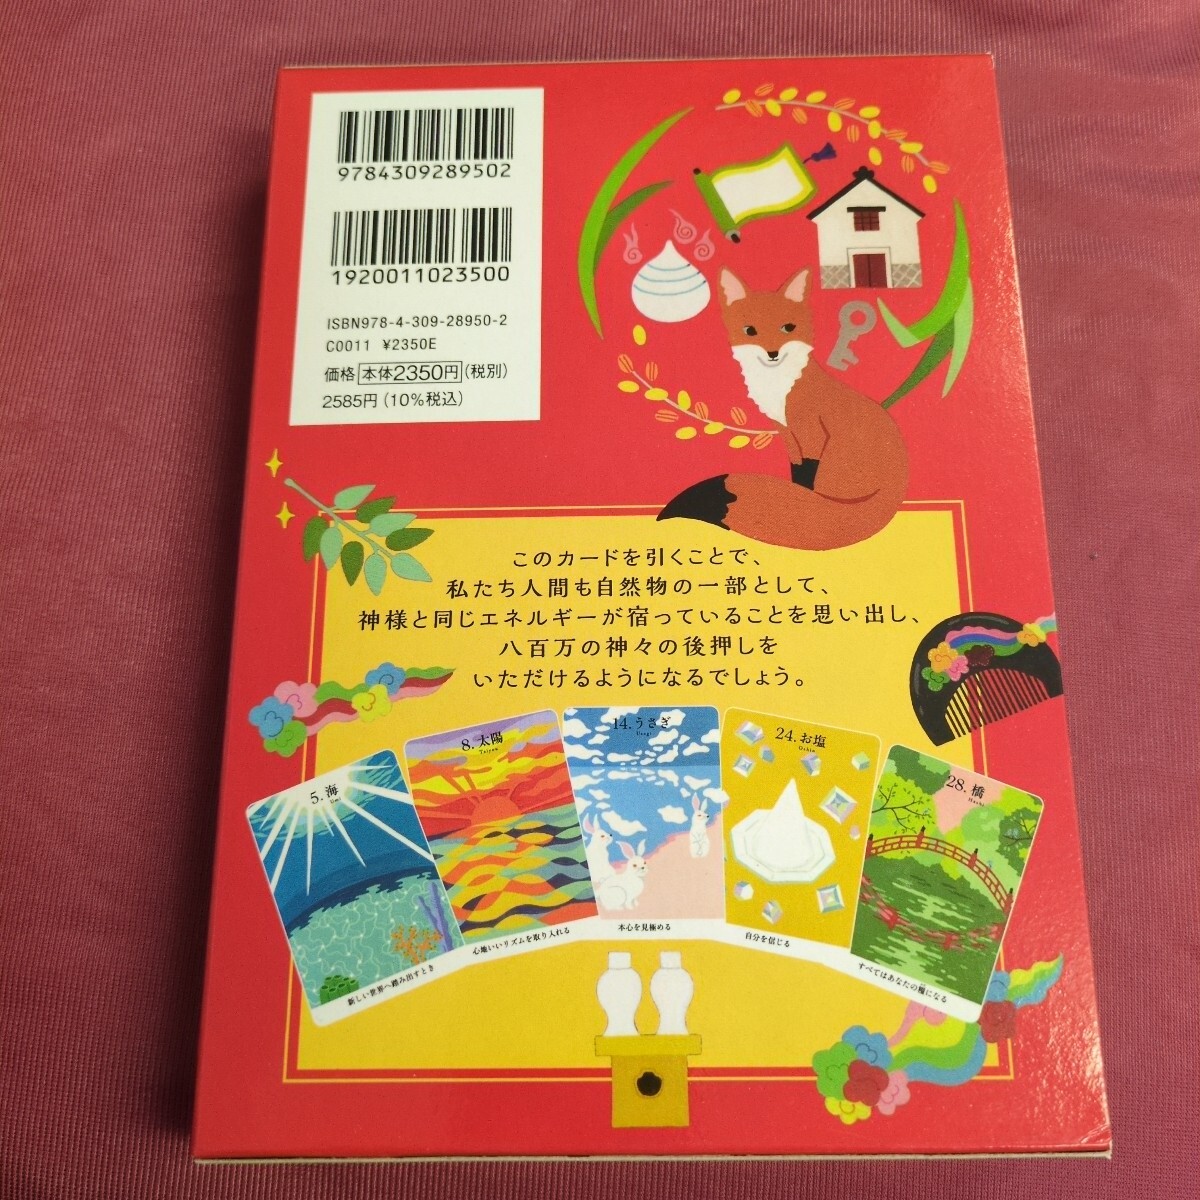 9784309289502
1920011023500
ISBN978-4-309-28950-2
C0011 ¥2350E
価格 本体2350円(税別)
2585円(10%税込)
このカードを引くことで、
私たち人間も自然物の一部として、
神様と同じエネルギーが宿っていることを思い出し、
八百万の神々の後押しを
いただけるようになるでしょう。
5. 海
Umi
新しい世界へ踏み出すとき
8. 太陽
Taiyou
心地いいリズムを取り入れる
14. うさぎ
Usagi
本心を見極める
24. お塩
Oshio
自分を信じる
28. 橋
Hashi
すべてはあなたの糧になる